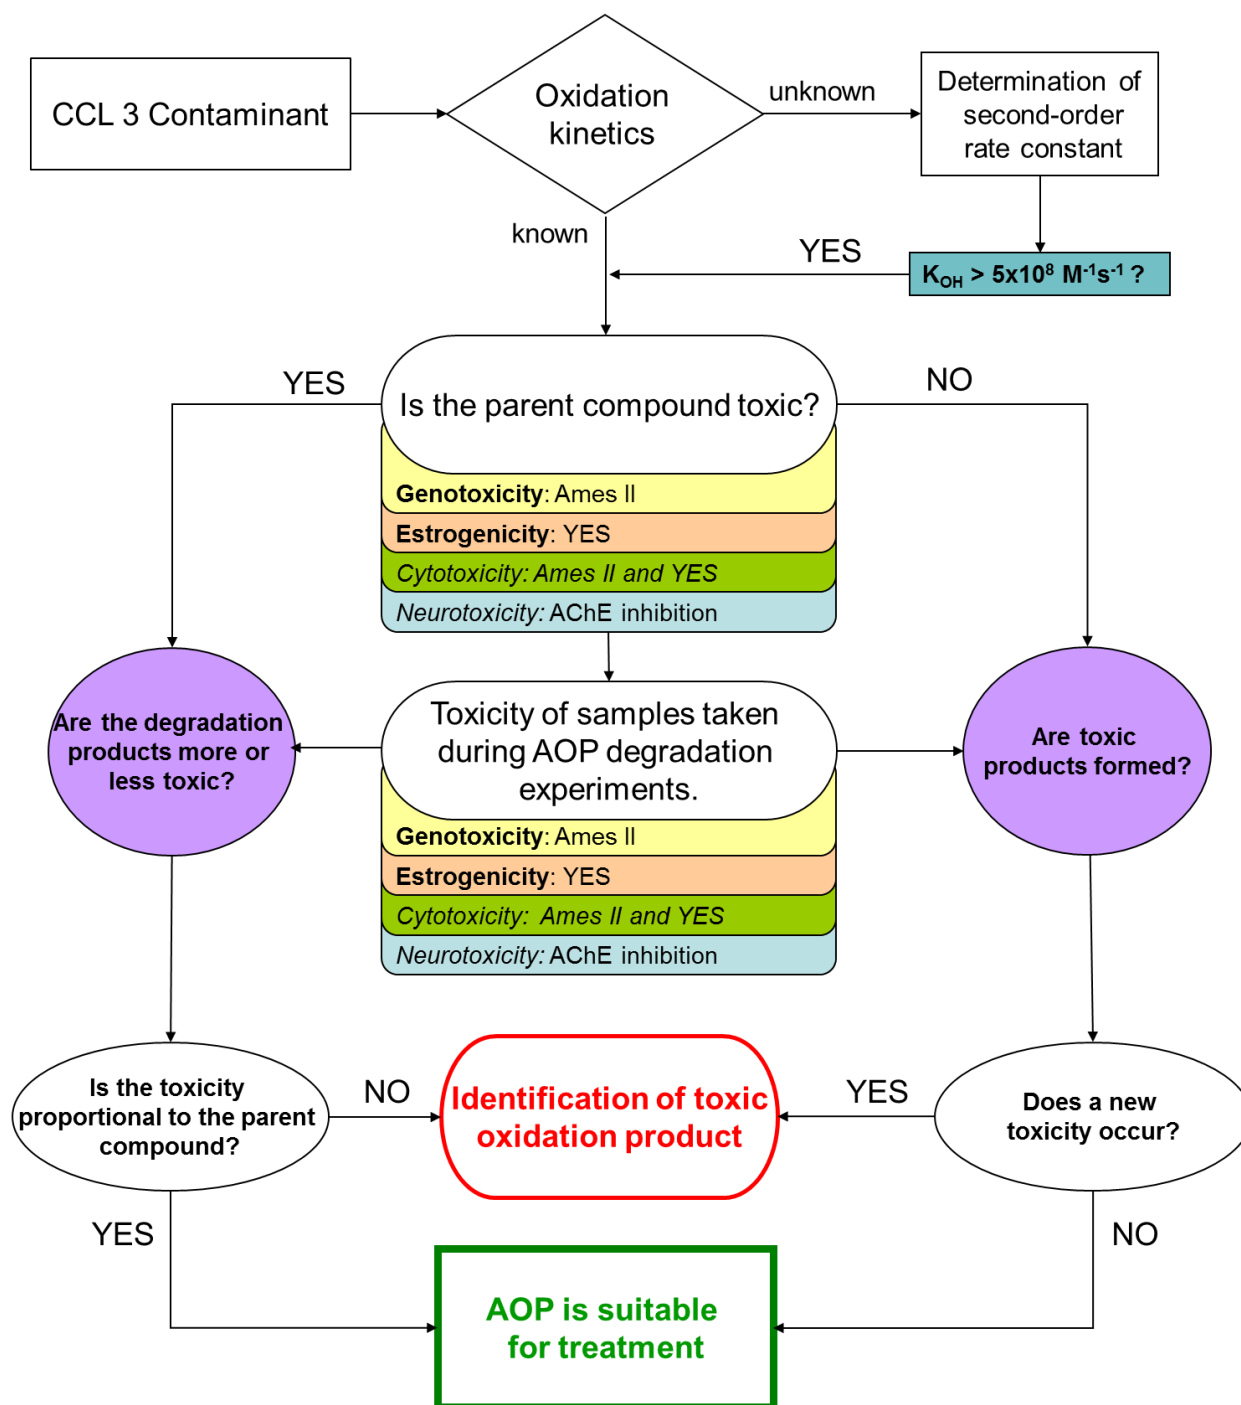 CCL 3 Contaminant
Oxidation
kinetics
unknown
Determination of
second-order
rate constant
known
YES
K_OH > 5x10⁸ M⁻¹s⁻¹ ?
YES
NO
Is the parent compound toxic?
Genotoxicity: Ames II
Estrogenicity: YES
Cytotoxicity: Ames II and YES
Neurotoxicity: AChE inhibition
Are the degradation
products more or
less toxic?
Toxicity of samples taken
during AOP degradation
experiments.
Are toxic
products formed?
Genotoxicity: Ames II
Estrogenicity: YES
Cytotoxicity: Ames II and YES
Neurotoxicity: AChE inhibition
Is the toxicity
proportional to the parent
compound?
NO
Identification of toxic
oxidation product
YES
Does a new
toxicity occur?
YES
NO
AOP is suitable
for treatment